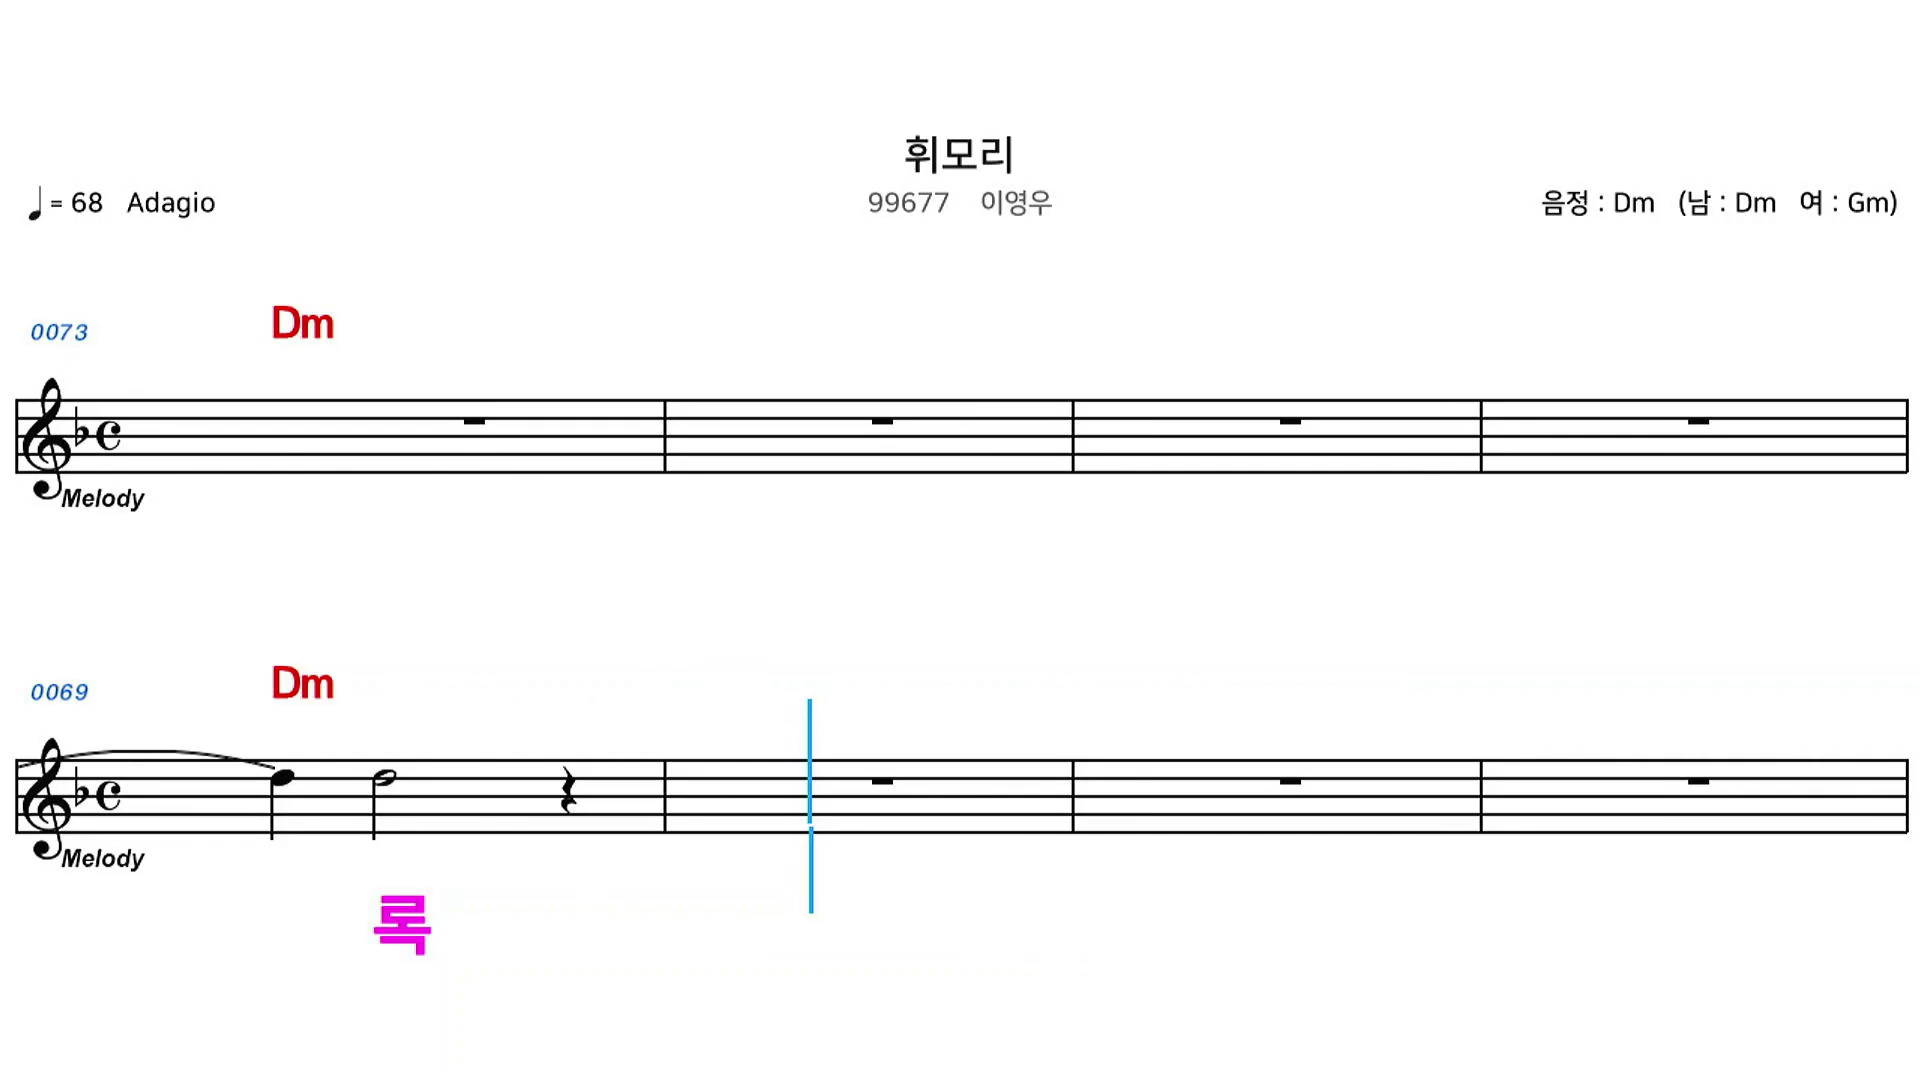 휘모리
♩ = 68 Adagio
99677 이영우
음정 : Dm (남 : Dm 여 : Gm)
0073 Dm
Melody
0069 Dm
Melody
록